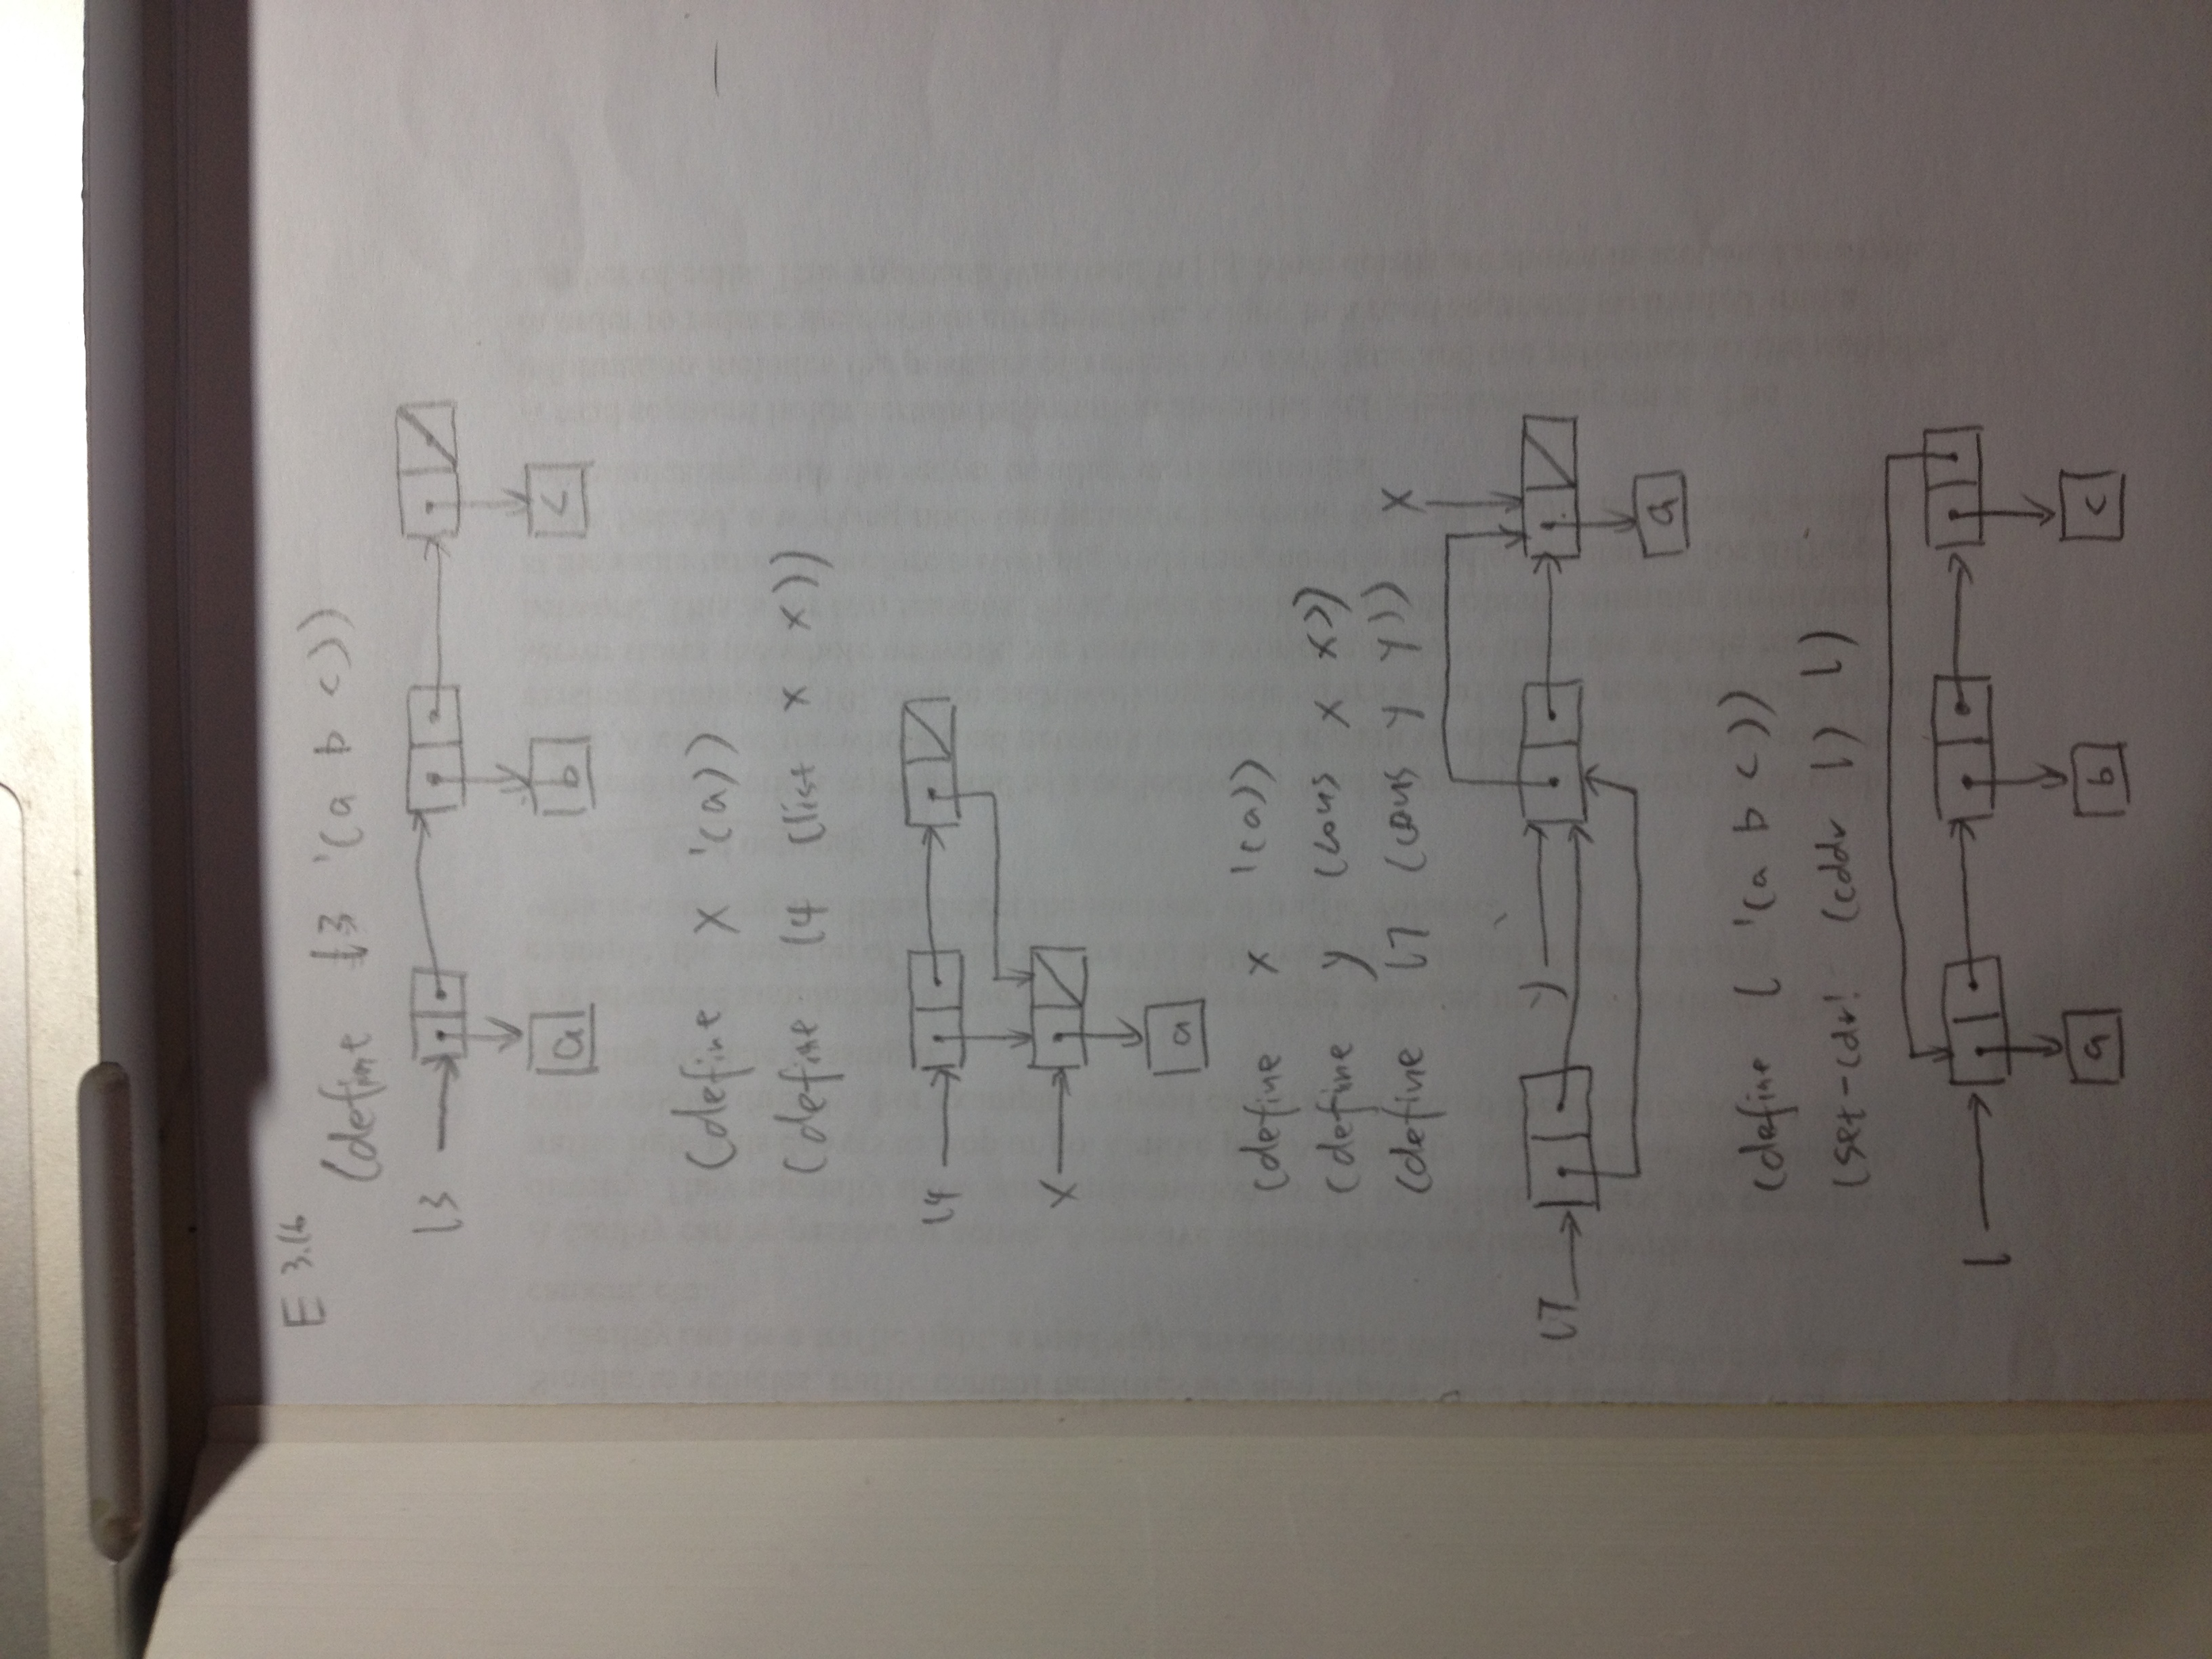 E 3.16
(define l3 '(a b c))
l3
a b c
(define x '(a))
(define l4 (list x x))
l4
x
a
(define x '(a))
(define y (cons x x))
(define l7 (cons y y)) x
l7 y
a
(define l '(a b c))
(set-cdr! (cddr l) l)
l
a b c